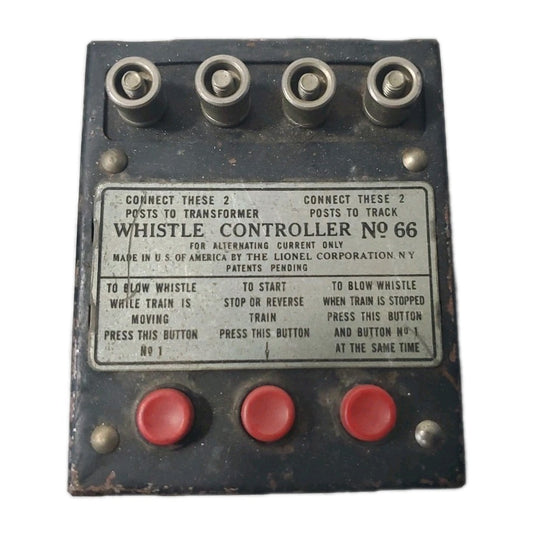 CONNECT THESE 2 CONNECT THESE 2
POSTS TO TRANSFORMER POSTS TO TRACK
WHISTLE CONTROLLER Nº 66
FOR ALTERNATING CURRENT ONLY
MADE IN U.S. OF AMERICA BY THE LIONEL CORPORATION, N.Y
PATENTS PENDING
TO BLOW WHISTLE
WHILE TRAIN IS
MOVING
PRESS THIS BUTTON
Nº 1
TO START
STOP OR REVERSE
TRAIN
PRESS THIS BUTTON
TO BLOW WHISTLE
WHEN TRAIN IS STOPPED
PRESS THIS BUTTON
AND BUTTON Nº 1
AT THE SAME TIME